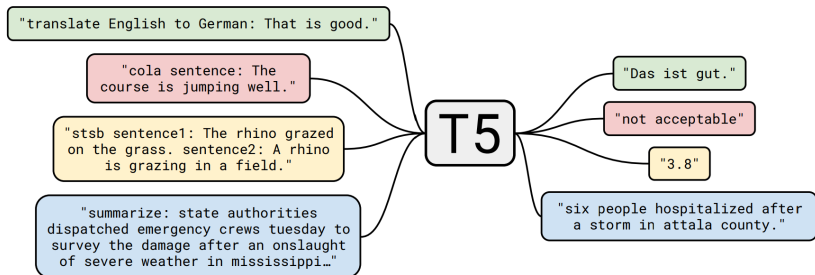 "translate English to German: That is good."
"cola sentence: The
course is jumping well."
"stsb sentence1: The rhino grazed
on the grass. sentence2: A rhino
is grazing in a field."
"summarize: state authorities
dispatched emergency crews tuesday to
survey the damage after an onslaught
of severe weather in mississippi…"
T5
"Das ist gut."
"not acceptable"
"3.8"
"six people hospitalized after
a storm in attala county."